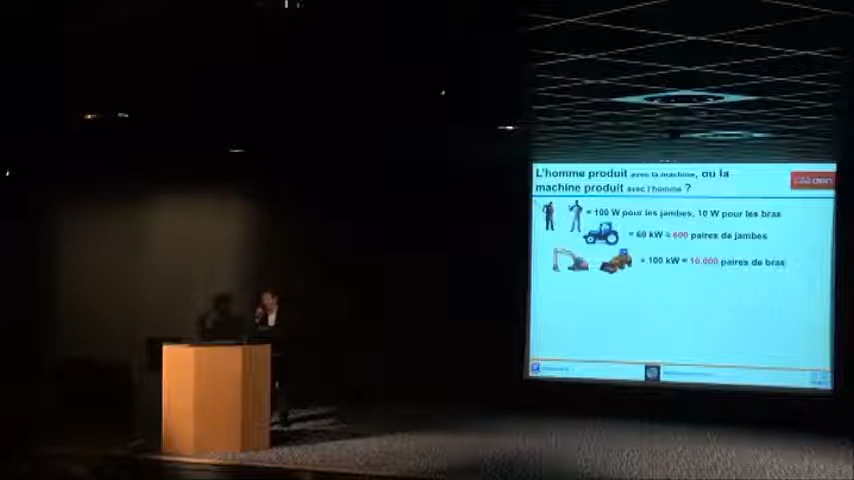 L'homme produit avec la machine, ou la
machine produit avec l'homme ?
= 100 W pour les jambes, 10 W pour les bras
= 60 kW = 600 paires de jambes
= 100 kW = 10.000 paires de bras